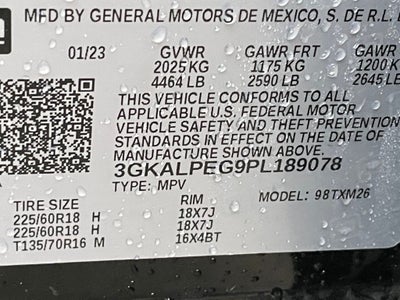 MFD BY GENERAL MOTORS DE MEXICO, S. DE R.L.
01/23 GVWR GAWR FRT GAWR
2025 KG 1175 KG 1200
4464 LB 2590 LB 2645 LB
THIS VEHICLE CONFORMS TO ALL
APPLICABLE U.S. FEDERAL MOTOR
VEHICLE SAFETY AND THEFT PREVENTION
STANDARDS IN EFFECT ON THE DATE OF
MANUFACTURE SHOWN ABOVE.
3GKALPEG9PL189078
TYPE: MPV MODEL: 98TXM26
TIRE SIZE RIM
225/60R18 H 18X7J
225/60R18 H 18X7J
T135/70R16 M 16X4BT